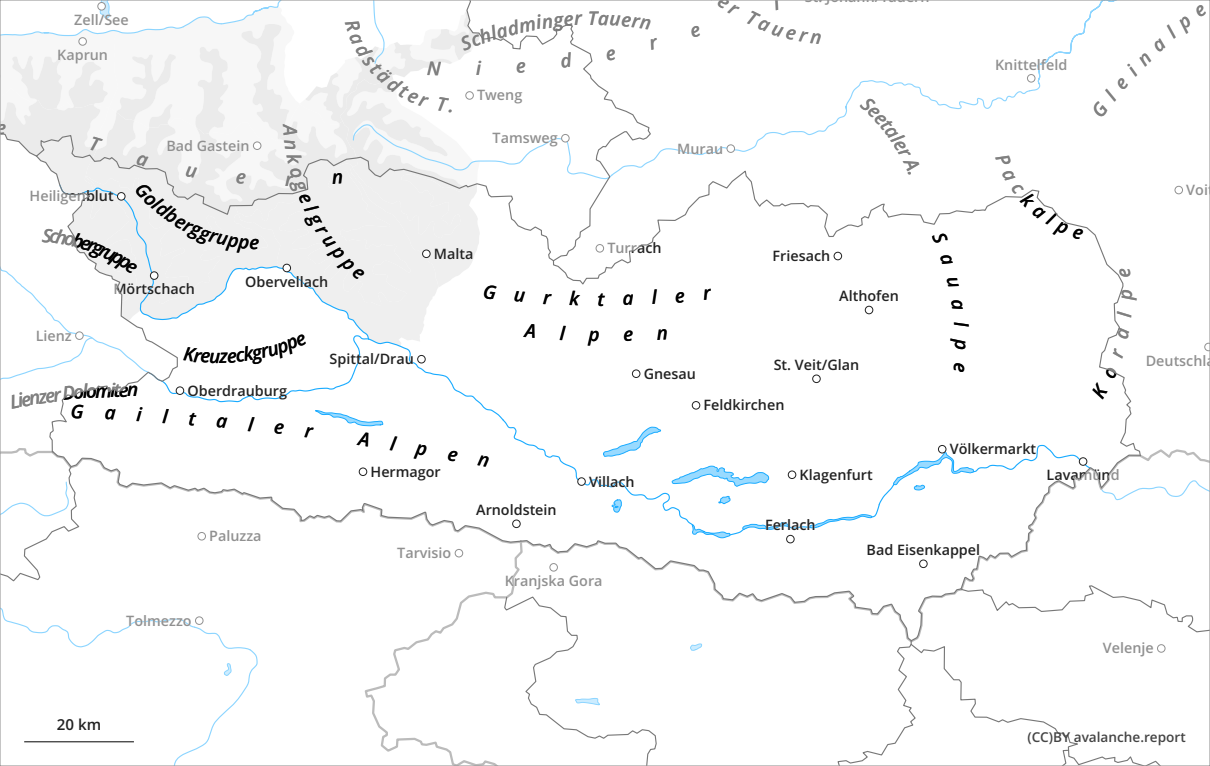 Zell/See
Kaprun
Schladminger Tauern
er Tauern
Radstädter T.
Niedere
Tweng
Tamsweg
Murau
Knittelfeld
Gleinalpe
Seetaler A.
Packalpe
Bad Gastein
Tauern
Ankogelgruppe
Heiligenblut
Goldberggruppe
Schobergruppe
Mörtschach
Obervellach
Malta
Turrach
Friesach
Althofen
Saualpe
Koralpe
Gurktaler
Alpen
Lienz
Kreuzeckgruppe
Spittal/Drau
Gnesau
St. Veit/Glan
Deutschla
Voi
Lienzer Dolomiten
Oberdrauburg
Feldkirchen
Gailtaler Alpen
Hermagor
Villach
Klagenfurt
Völkermarkt
Lavamünd
Arnoldstein
Ferlach
Bad Eisenkappel
Paluzza
Tarvisio
Kranjska Gora
Tolmezzo
Velenje
20 km
(CC)BY avalanche.report